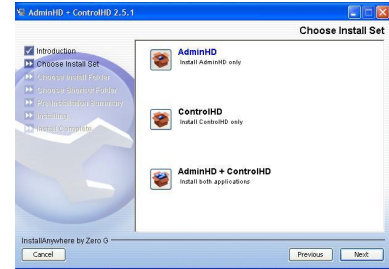 AdminHD + ControlHD 2.5.1
Choose Install Set
Introduction
Choose Install Set
Choose Install Folder
Choose Shortcut Folder
Pre-Installation Summary
Installing...
Install Complete
AdminHD
Install AdminHD only
ControlHD
Install ControlHD only
AdminHD + ControlHD
Install both applications
InstallAnywhere by Zero G
Cancel
Previous
Next